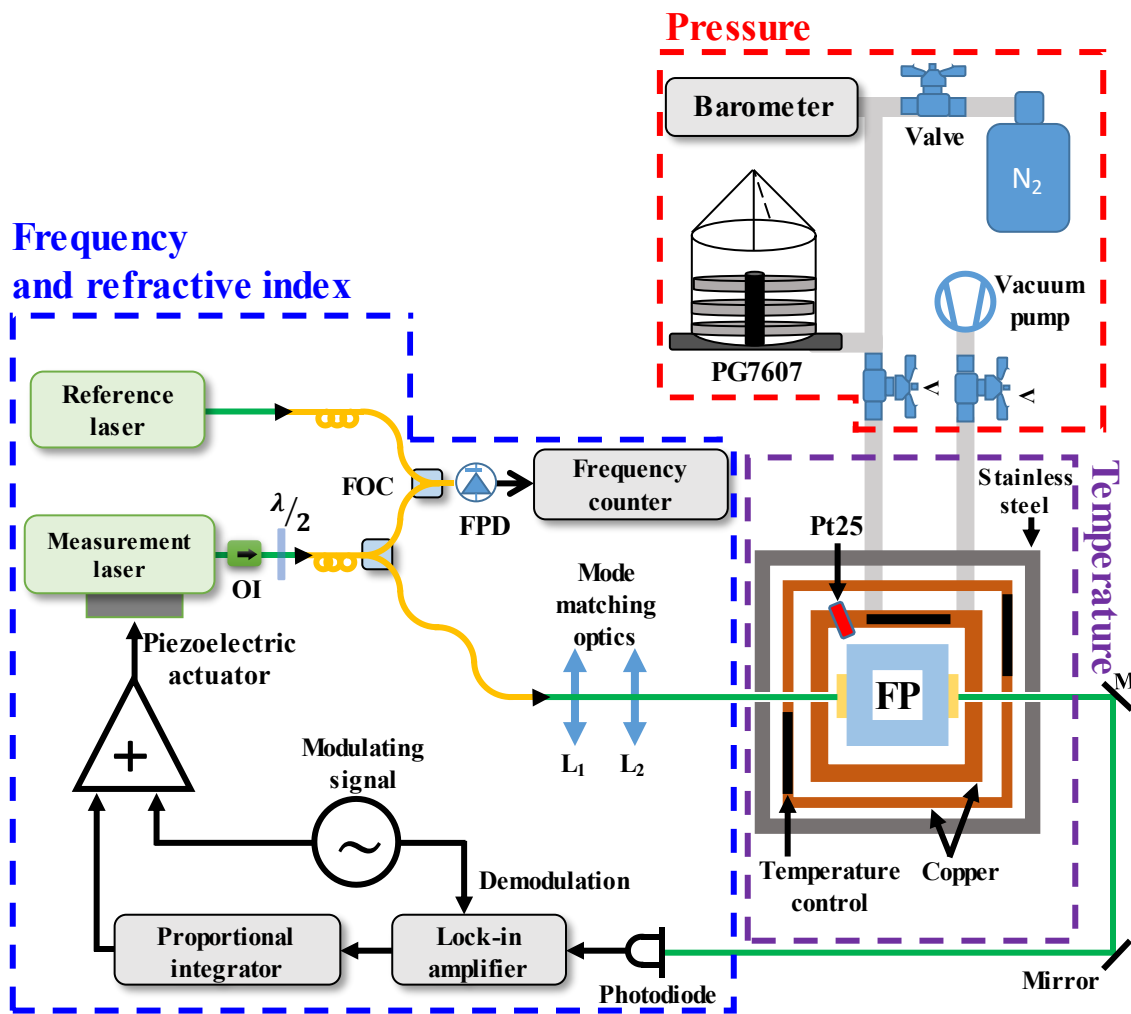 Pressure
Barometer
Valve
N₂
Vacuum
pump
PG7607
V
V
Frequency
and refractive index
Reference
laser
FOC
FPD
Frequency
counter
λ/2
Measurement
laser
OI
Piezoelectric
actuator
Mode
matching
optics
L₁
L₂
Modulating
signal
+
~
Demodulation
Proportional
integrator
Lock-in
amplifier
Photodiode
Temperature
Stainless
steel
Pt25
FP
Temperature
control
Copper
M
Mirror